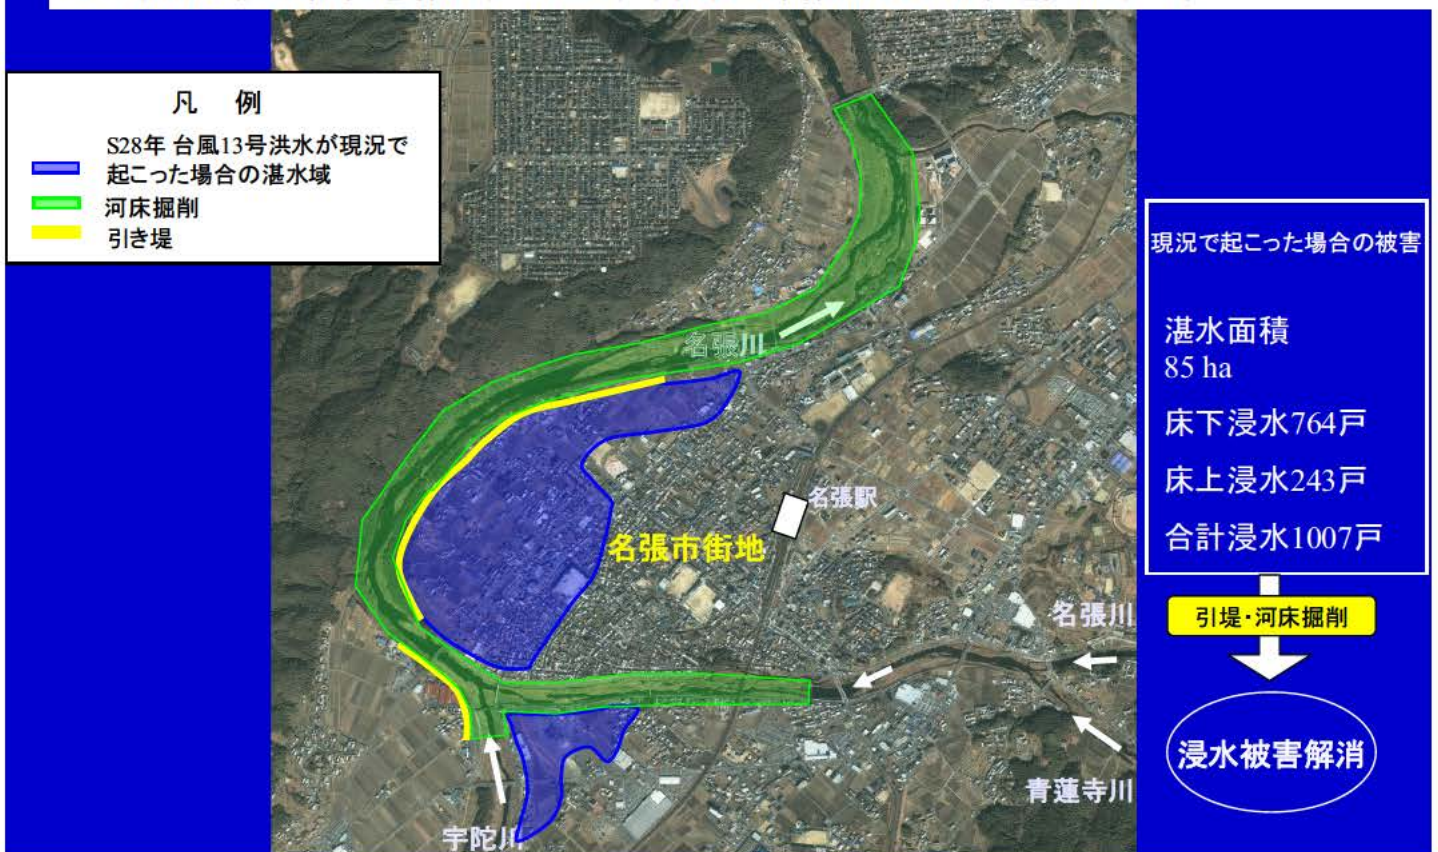 凡 例
S28年 台風13号洪水が現況で
起こった場合の湛水域
河床掘削
引き堤
名張川
名張駅
名張市街地
名張川
青蓮寺川
宇陀川
現況で起こった場合の被害
湛水面積
85 ha
床下浸水764戸
床上浸水243戸
合計浸水1007戸
引堤・河床掘削
浸水被害解消